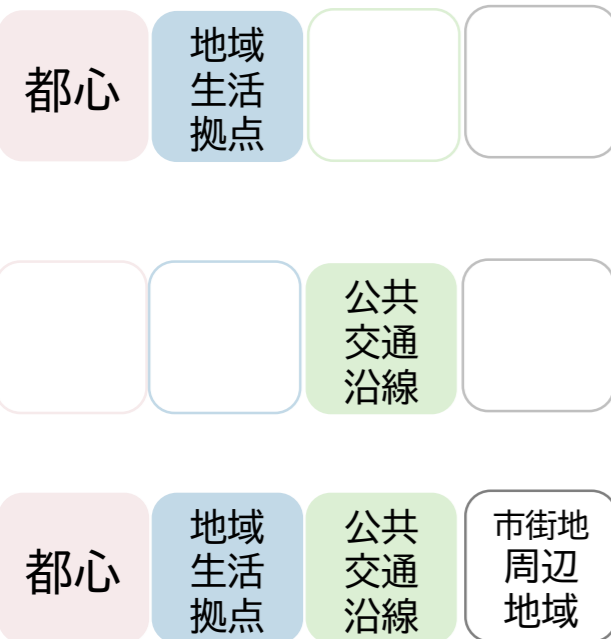 都心
地域
生活
拠点
公共
交通
沿線
都心
地域
生活
拠点
公共
交通
沿線
市街地
周辺
地域